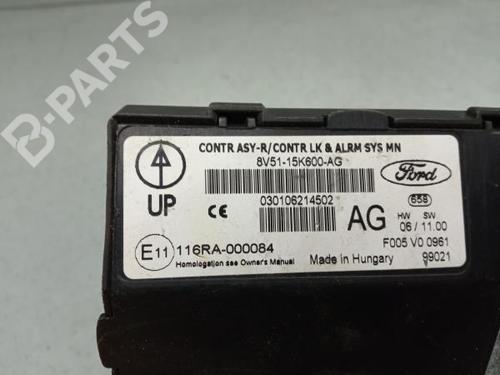 B-PARTS
CONTR ASY-R/CONTR LK & ALRM SYS MN
8V51-15K600-AG
Ford
UP
CE
030106214502
AG
658
HW SW
06 / 11.00
E11 116RA-000084
F005 V0 0961
Homologation see Owner's Manual
Made in Hungary
99021